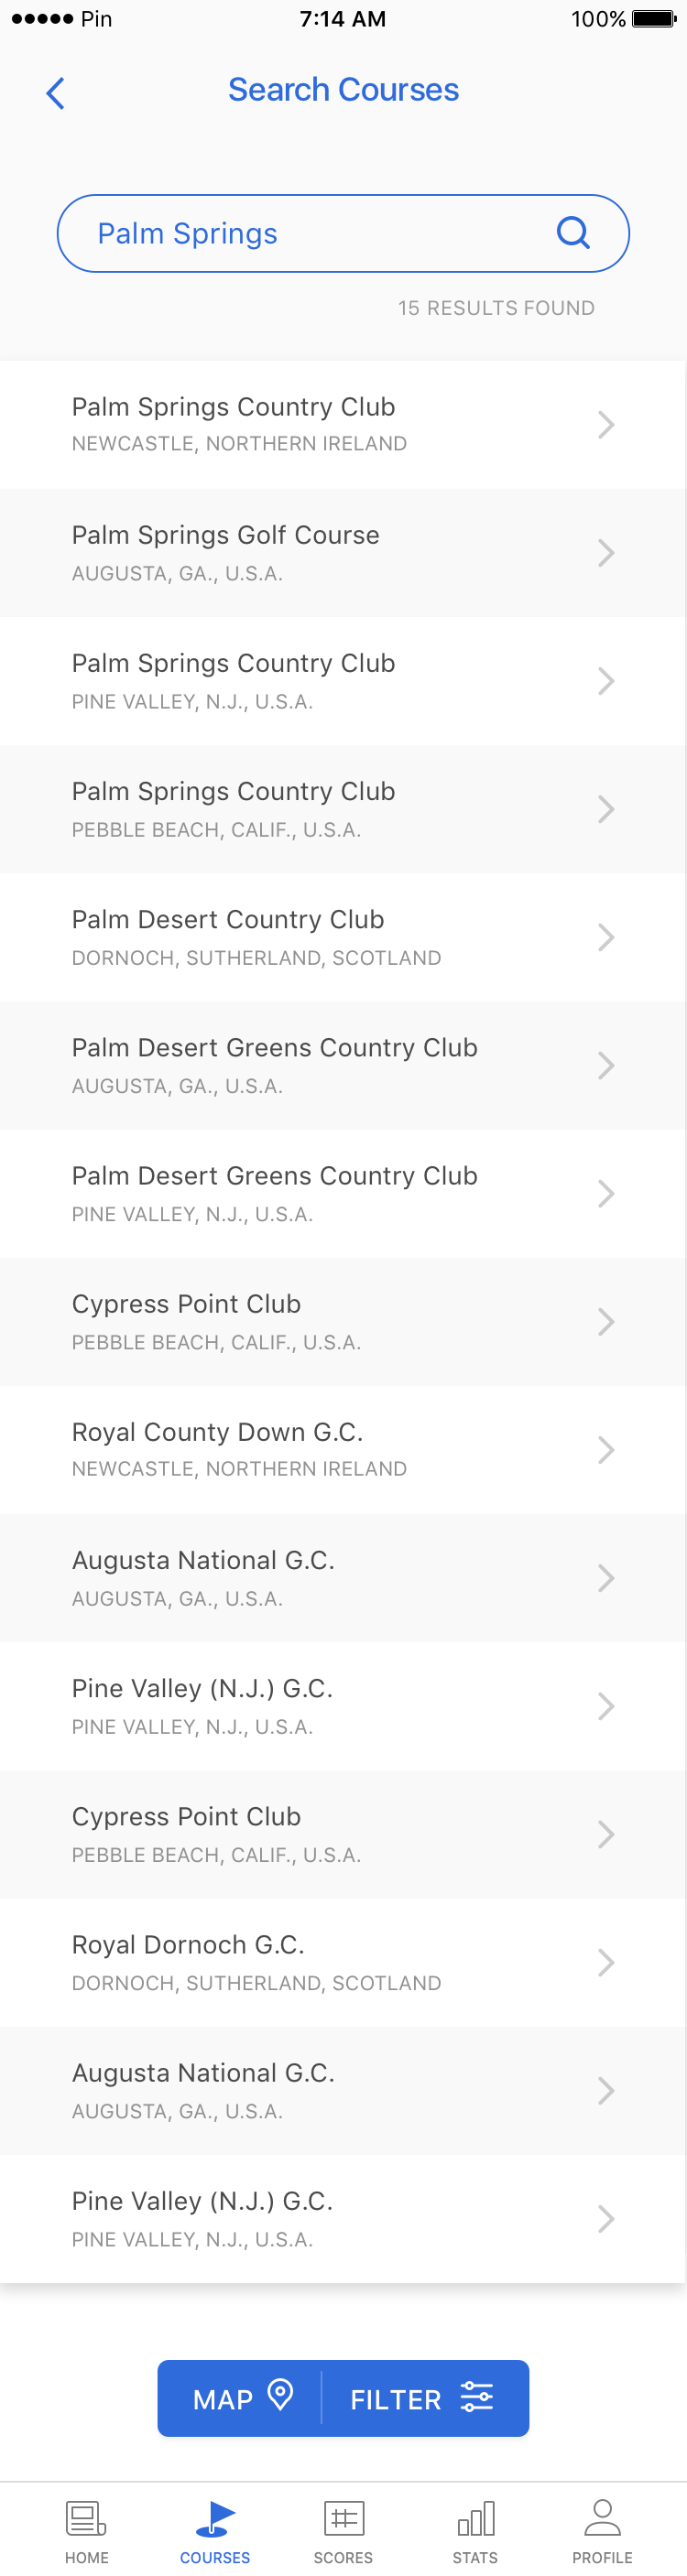 Pin 7:14 AM 100%
Search Courses
Palm Springs
15 RESULTS FOUND
Palm Springs Country Club
NEWCASTLE, NORTHERN IRELAND
Palm Springs Golf Course
AUGUSTA, GA., U.S.A.
Palm Springs Country Club
PINE VALLEY, N.J., U.S.A.
Palm Springs Country Club
PEBBLE BEACH, CALIF., U.S.A.
Palm Desert Country Club
DORNOCH, SUTHERLAND, SCOTLAND
Palm Desert Greens Country Club
AUGUSTA, GA., U.S.A.
Palm Desert Greens Country Club
PINE VALLEY, N.J., U.S.A.
Cypress Point Club
PEBBLE BEACH, CALIF., U.S.A.
Royal County Down G.C.
NEWCASTLE, NORTHERN IRELAND
Augusta National G.C.
AUGUSTA, GA., U.S.A.
Pine Valley (N.J.) G.C.
PINE VALLEY, N.J., U.S.A.
Cypress Point Club
PEBBLE BEACH, CALIF., U.S.A.
Royal Dornoch G.C.
DORNOCH, SUTHERLAND, SCOTLAND
Augusta National G.C.
AUGUSTA, GA., U.S.A.
Pine Valley (N.J.) G.C.
PINE VALLEY, N.J., U.S.A.
MAP FILTER
HOME COURSES SCORES STATS PROFILE